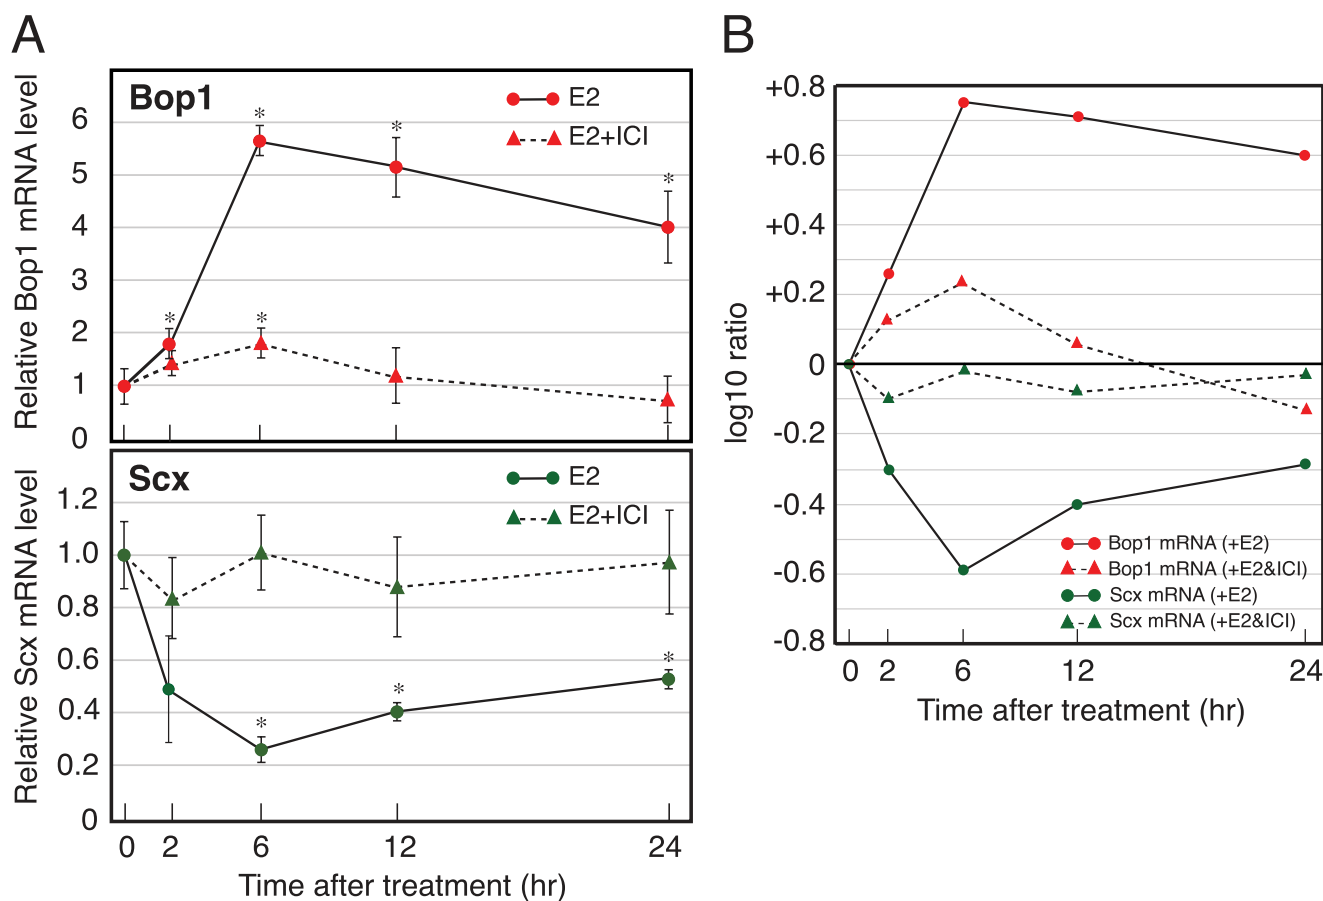 A
Bop1
E2
E2+ICI
Relative Bop1 mRNA level
6
5
4
3
2
1
0
*
*
*
*
*
Scx
E2
E2+ICI
Relative Scx mRNA level
1.2
1.0
0.8
0.6
0.4
0.2
0
*
*
*
0 2 6 12 24
Time after treatment (hr)
B
log10 ratio
+0.8
+0.6
+0.4
+0.2
0
-0.2
-0.4
-0.6
-0.8
Bop1 mRNA (+E2)
Bop1 mRNA (+E2&ICI)
Scx mRNA (+E2)
Scx mRNA (+E2&ICI)
0 2 6 12 24
Time after treatment (hr)